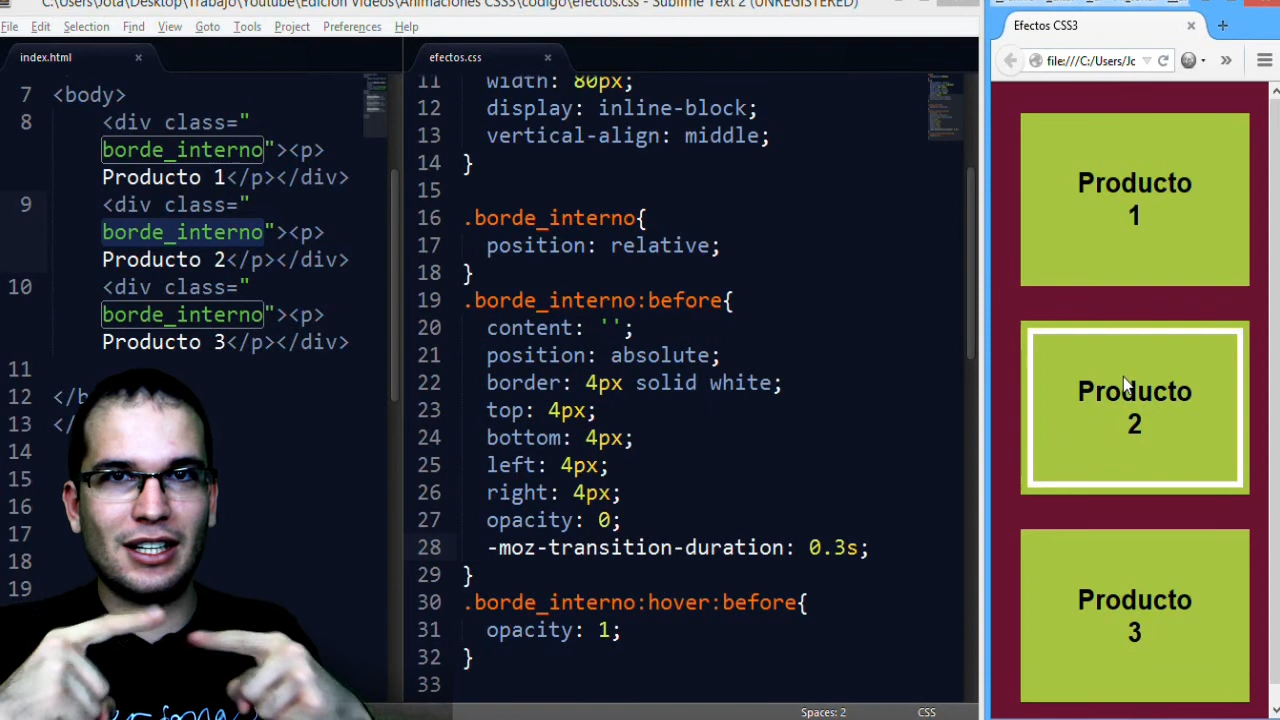 C:\Users\Jota\Desktop\Trabajo\Youtube\Edicion Videos\Animaciones CSS3\codigo\efectos.css - Sublime Text 2 (UNREGISTERED)
File Edit Selection Find View Goto Tools Project Preferences Help
index.html
7 <body>
8 <div class="
borde_interno"><p>
Producto 1</p></div>
9 <div class="
borde_interno"><p>
Producto 2</p></div>
10 <div class="
borde_interno"><p>
Producto 3</p></div>
11
12 </b
13 </
14
15
16
17
18
19
efectos.css
11 width: 80px;
12 display: inline-block;
13 vertical-align: middle;
14 }
15
16 .borde_interno{
17 position: relative;
18 }
19 .borde_interno:before{
20 content: '';
21 position: absolute;
22 border: 4px solid white;
23 top: 4px;
24 bottom: 4px;
25 left: 4px;
26 right: 4px;
27 opacity: 0;
28 -moz-transition-duration: 0.3s;
29 }
30 .borde_interno:hover:before{
31 opacity: 1;
32 }
33
Spaces: 2 CSS
Efectos CSS3
file:///C:/Users/Jc
Producto
1
Producto
2
Producto
3